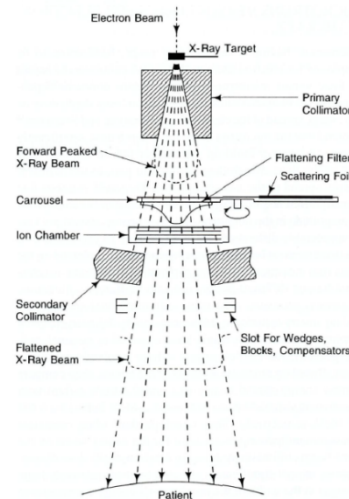 Electron Beam
X-Ray Target
Primary
Collimator
Forward Peaked
X-Ray Beam
Flattening Filter
Scattering Foil
Carrousel
Ion Chamber
Secondary
Collimator
Slot For Wedges,
Blocks, Compensators
Flattened
X-Ray Beam
Patient